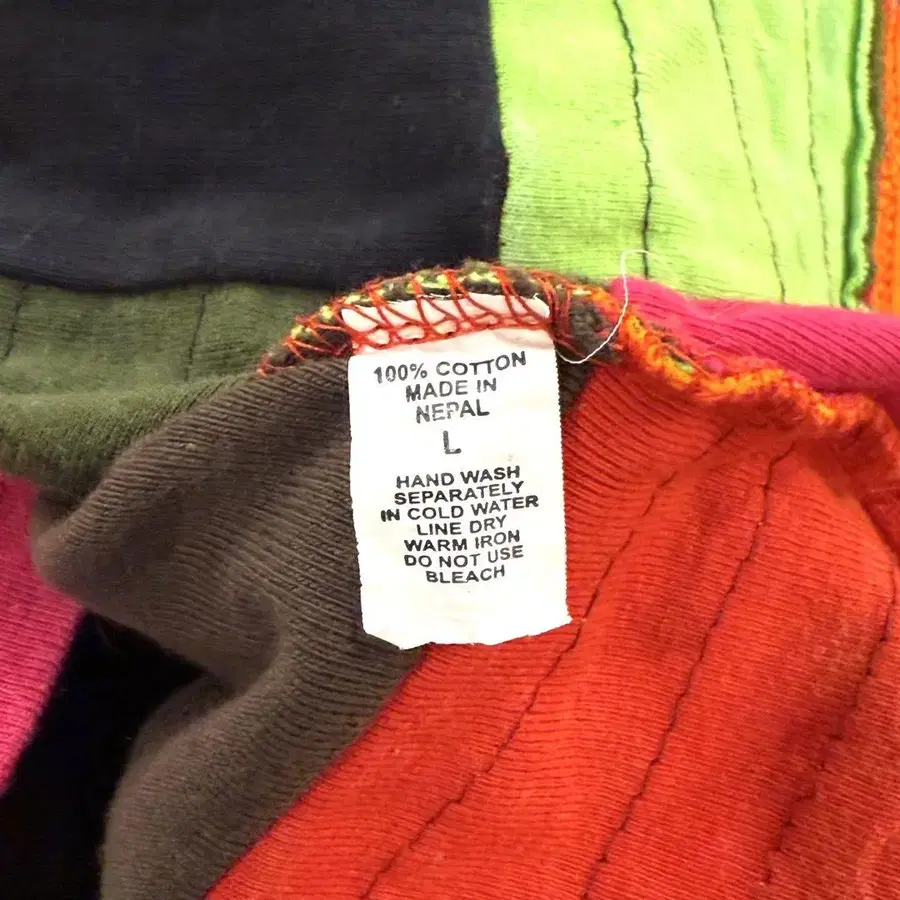 100% COTTON
MADE IN
NEPAL
L
HAND WASH
SEPARATELY
IN COLD WATER
LINE DRY
WARM IRON
DO NOT USE
BLEACH